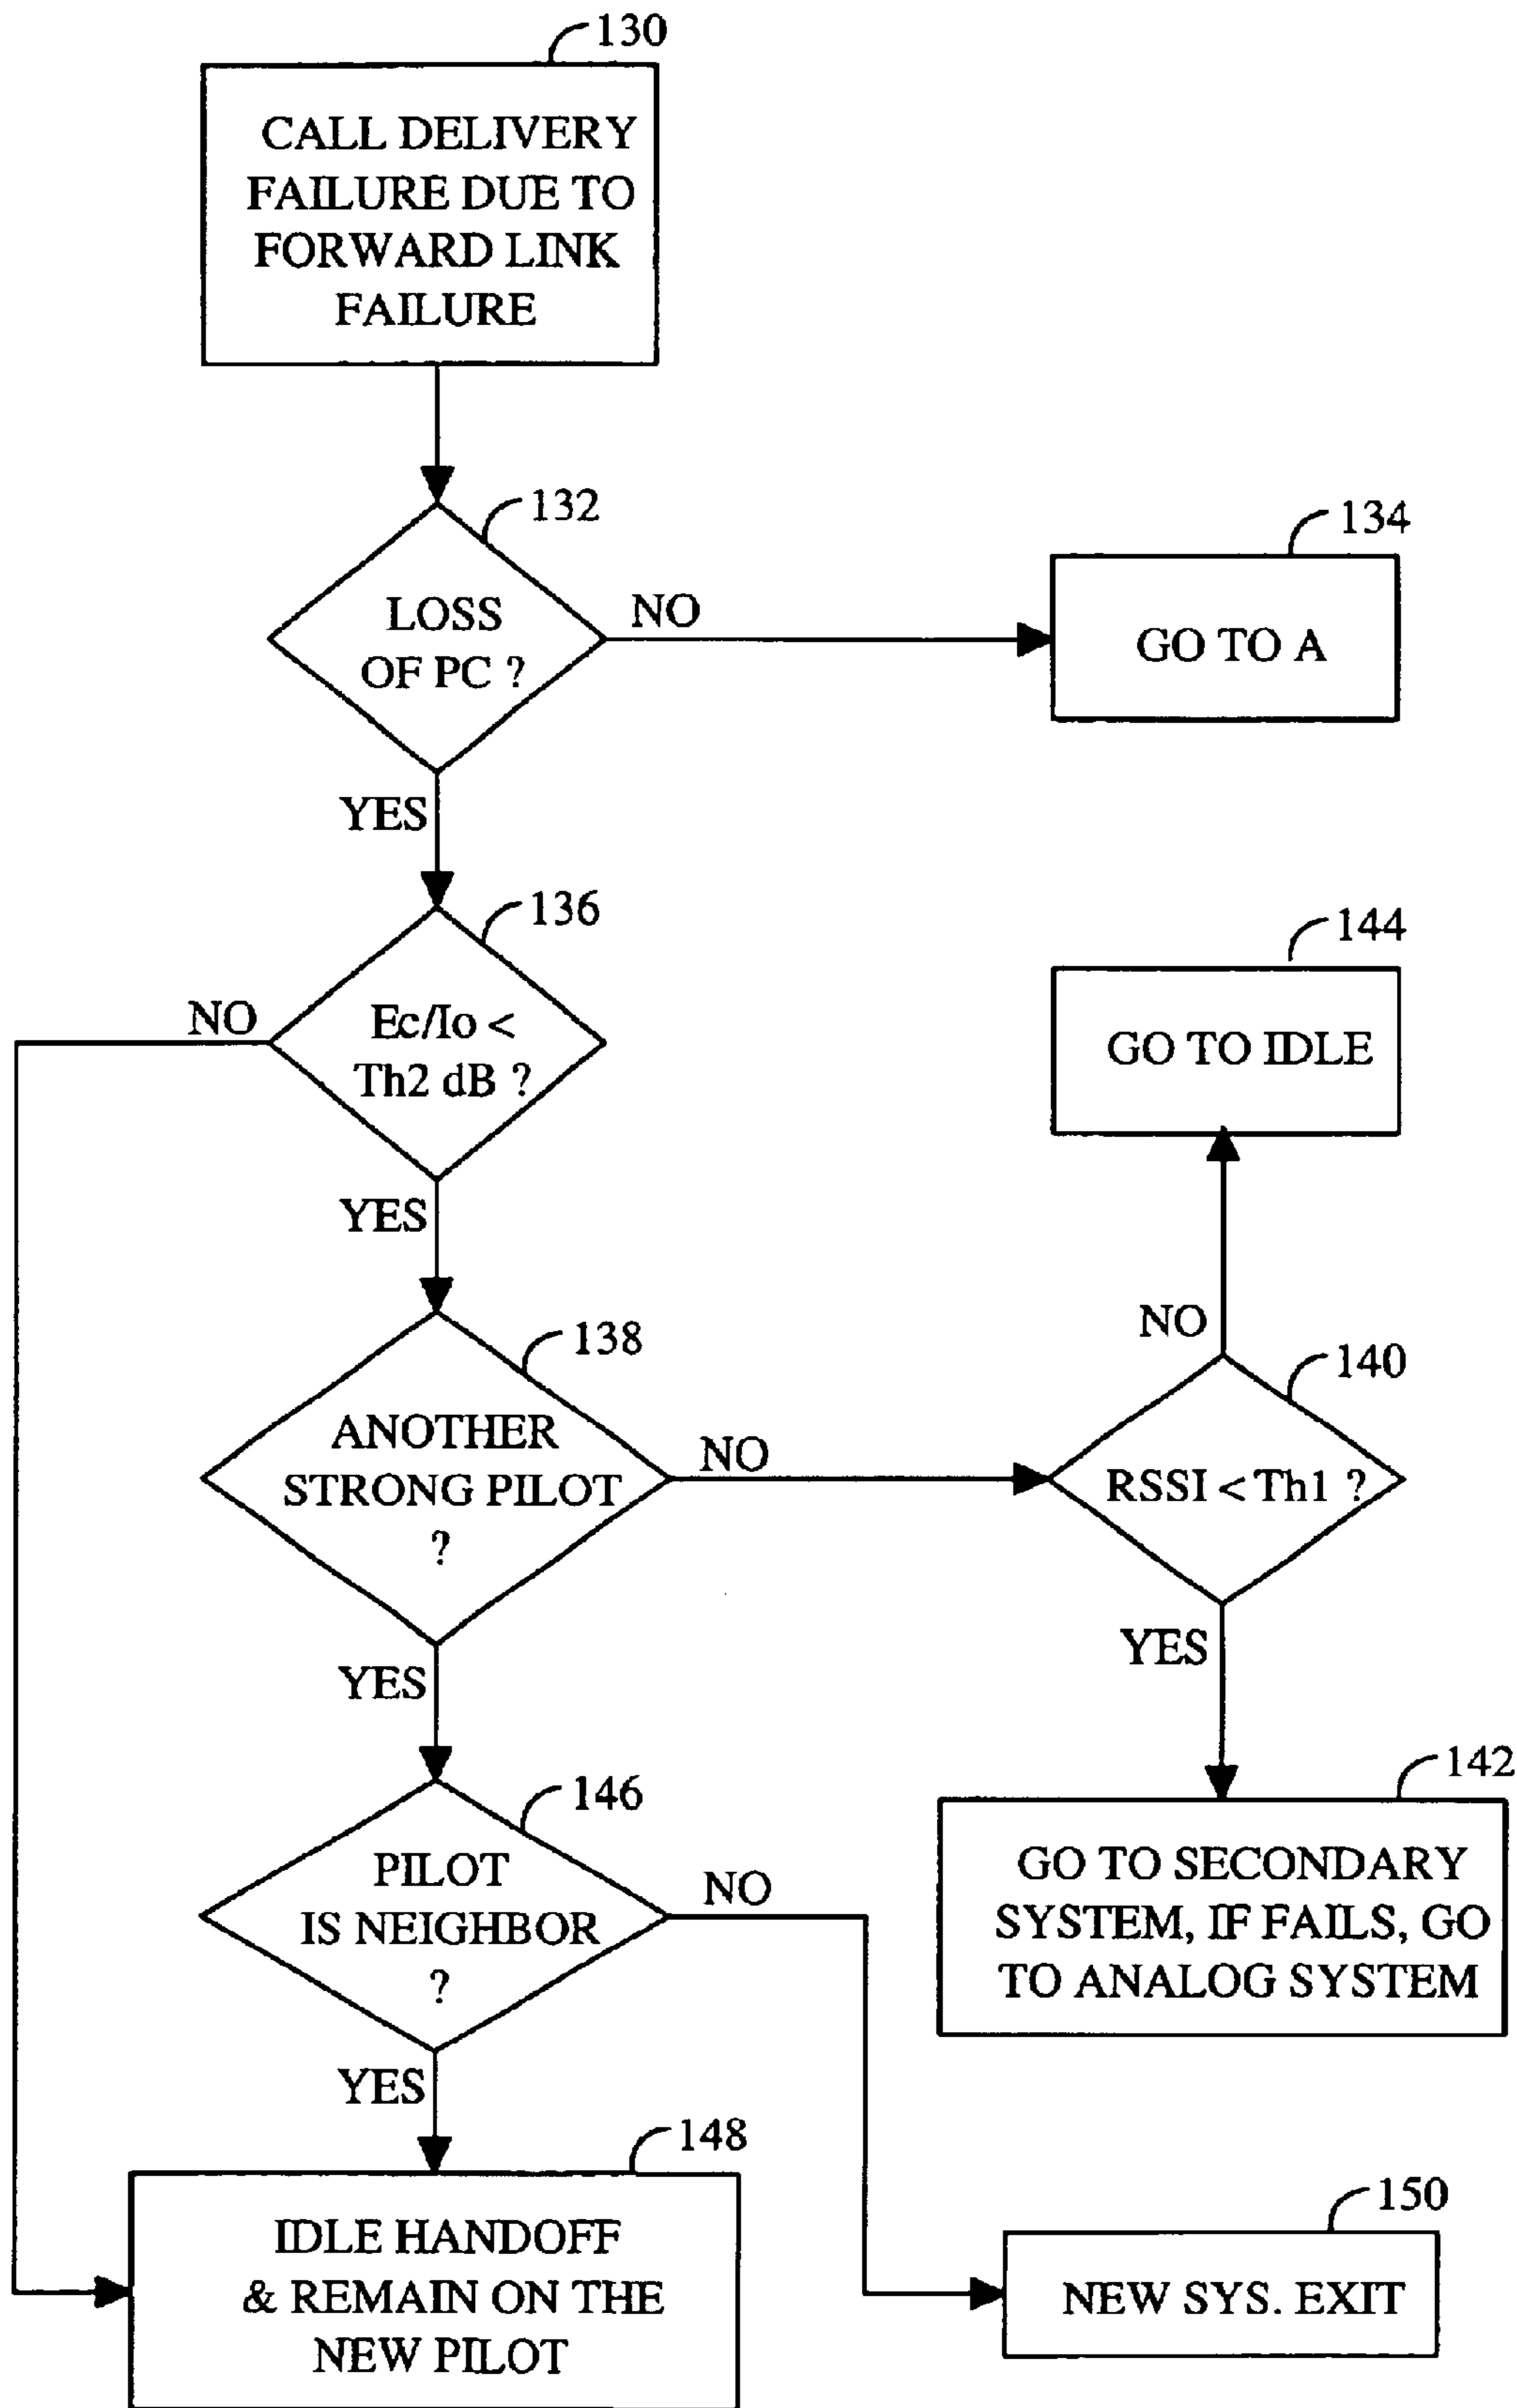 130
CALL DELIVERY
FAILURE DUE TO
FORWARD LINK
FAILURE
132
LOSS
OF PC ?
NO
134
GO TO A
YES
136
Ec/Io <
Th2 dB ?
NO
YES
144
GO TO IDLE
NO
138
ANOTHER
STRONG PILOT
?
NO
140
RSSI < Th1 ?
YES
YES
142
GO TO SECONDARY
SYSTEM, IF FAILS, GO
TO ANALOG SYSTEM
146
PILOT
IS NEIGHBOR
?
NO
YES
148
IDLE HANDOFF
& REMAIN ON THE
NEW PILOT
150
NEW SYS. EXIT